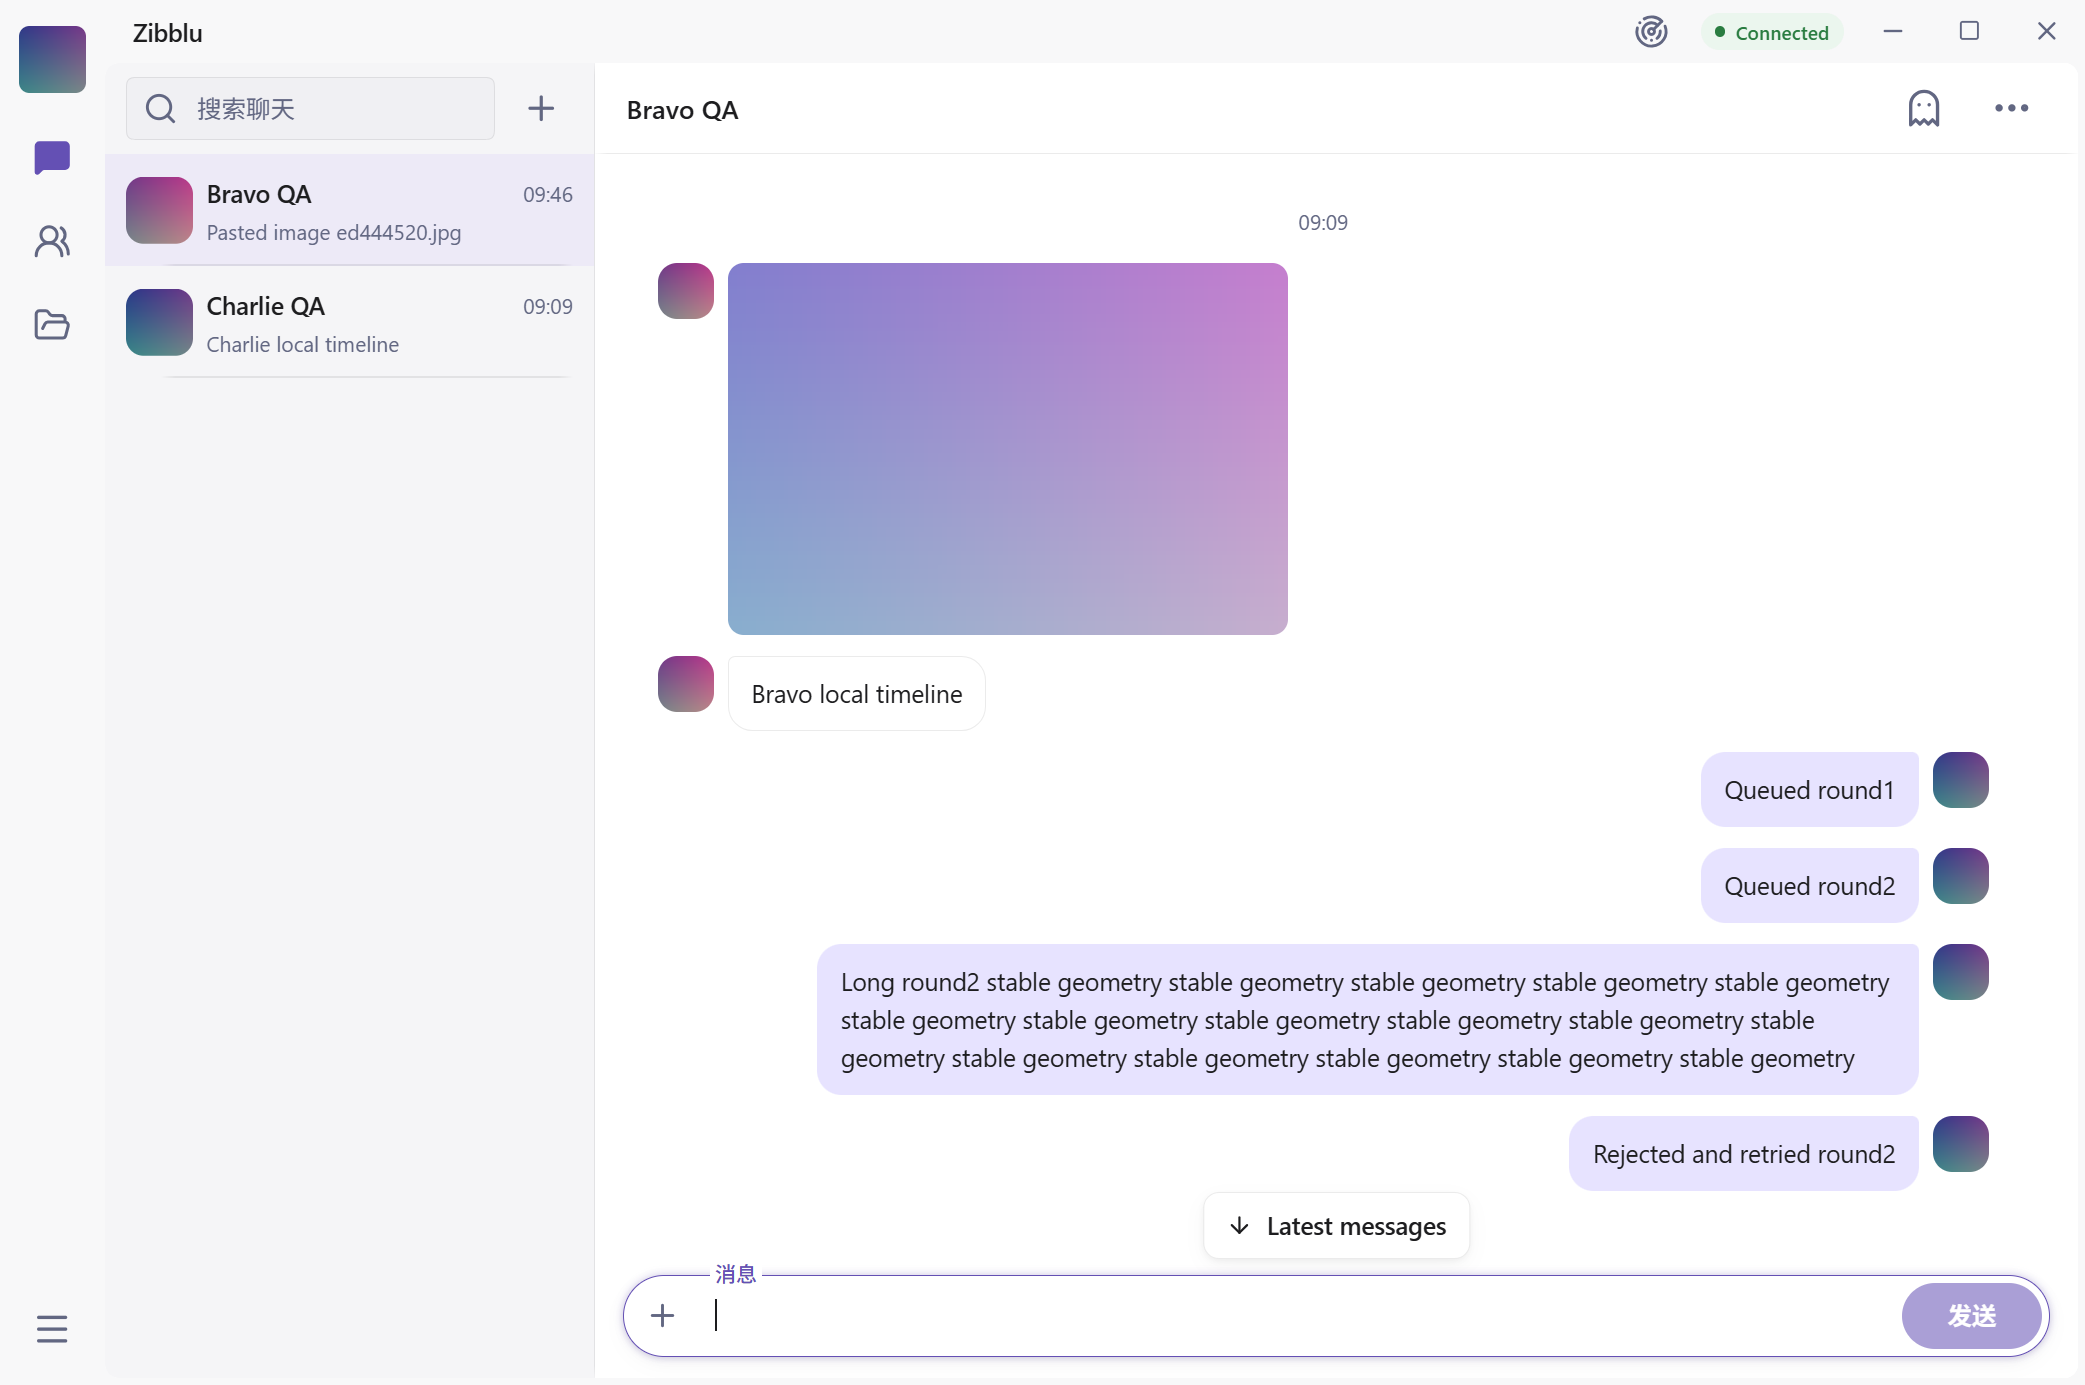 Zibblu
Connected
搜索聊天
Bravo QA
09:46
Pasted image ed444520.jpg
Charlie QA
09:09
Charlie local timeline
Bravo QA
09:09
Bravo local timeline
Queued round1
Queued round2
Long round2 stable geometry stable geometry stable geometry stable geometry stable geometry
stable geometry stable geometry stable geometry stable geometry stable geometry stable
geometry stable geometry stable geometry stable geometry stable geometry stable geometry
Rejected and retried round2
Latest messages
消息
发送